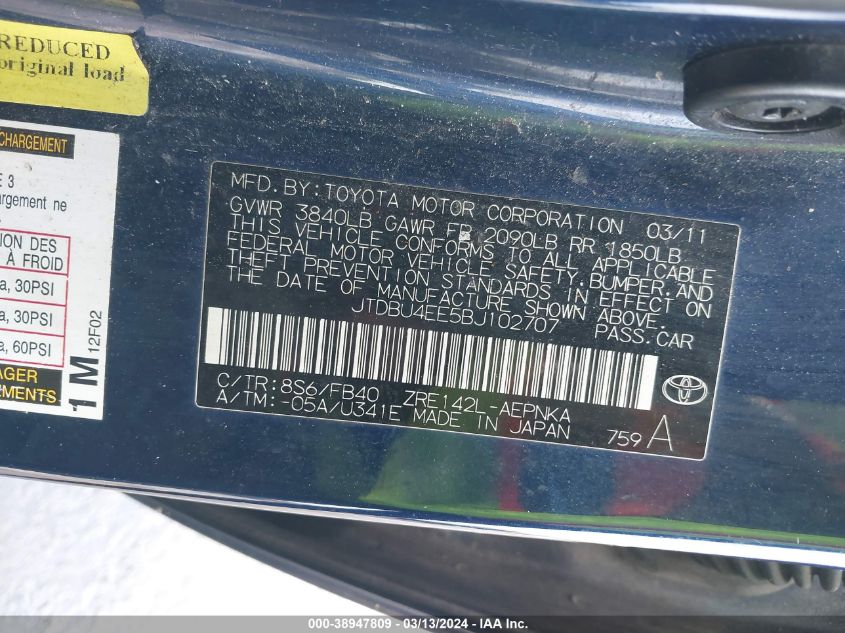 REDUCED
original load
CHARGEMENT
E 3
argement ne
ION DES
À FROID
a, 30PSI
a, 30PSI
a, 60PSI
AGER
EMENTS
1M 12F02
MFD. BY: TOYOTA MOTOR CORPORATION 03/11
GVWR 3840LB GAWR FR 2090LB RR 1850LB
THIS VEHICLE CONFORMS TO ALL APPLICABLE
FEDERAL MOTOR VEHICLE SAFETY, BUMPER, AND
THEFT PREVENTION STANDARDS IN EFFECT ON
THE DATE OF MANUFACTURE SHOWN ABOVE.
JTDBU4EE5BJ102707 PASS. CAR
C/TR: 8S6/FB40 ZRE142L-AEPNKA
A/TM: -05A/U341E MADE IN JAPAN 759 A
000-38947809 - 03/13/2024 - IAA Inc.